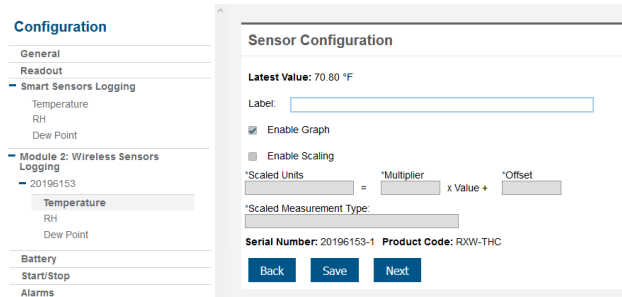 Configuration
General
Readout
Smart Sensors Logging
Temperature
RH
Dew Point
Module 2: Wireless Sensors
Logging
20196153
Temperature
RH
Dew Point
Battery
Start/Stop
Alarms
Sensor Configuration
Latest Value: 70.80 °F
Label:
Enable Graph
Enable Scaling
*Scaled Units *Multiplier *Offset
= x Value +
*Scaled Measurement Type:
Serial Number: 20196153-1 Product Code: RXW-THC
Back Save Next